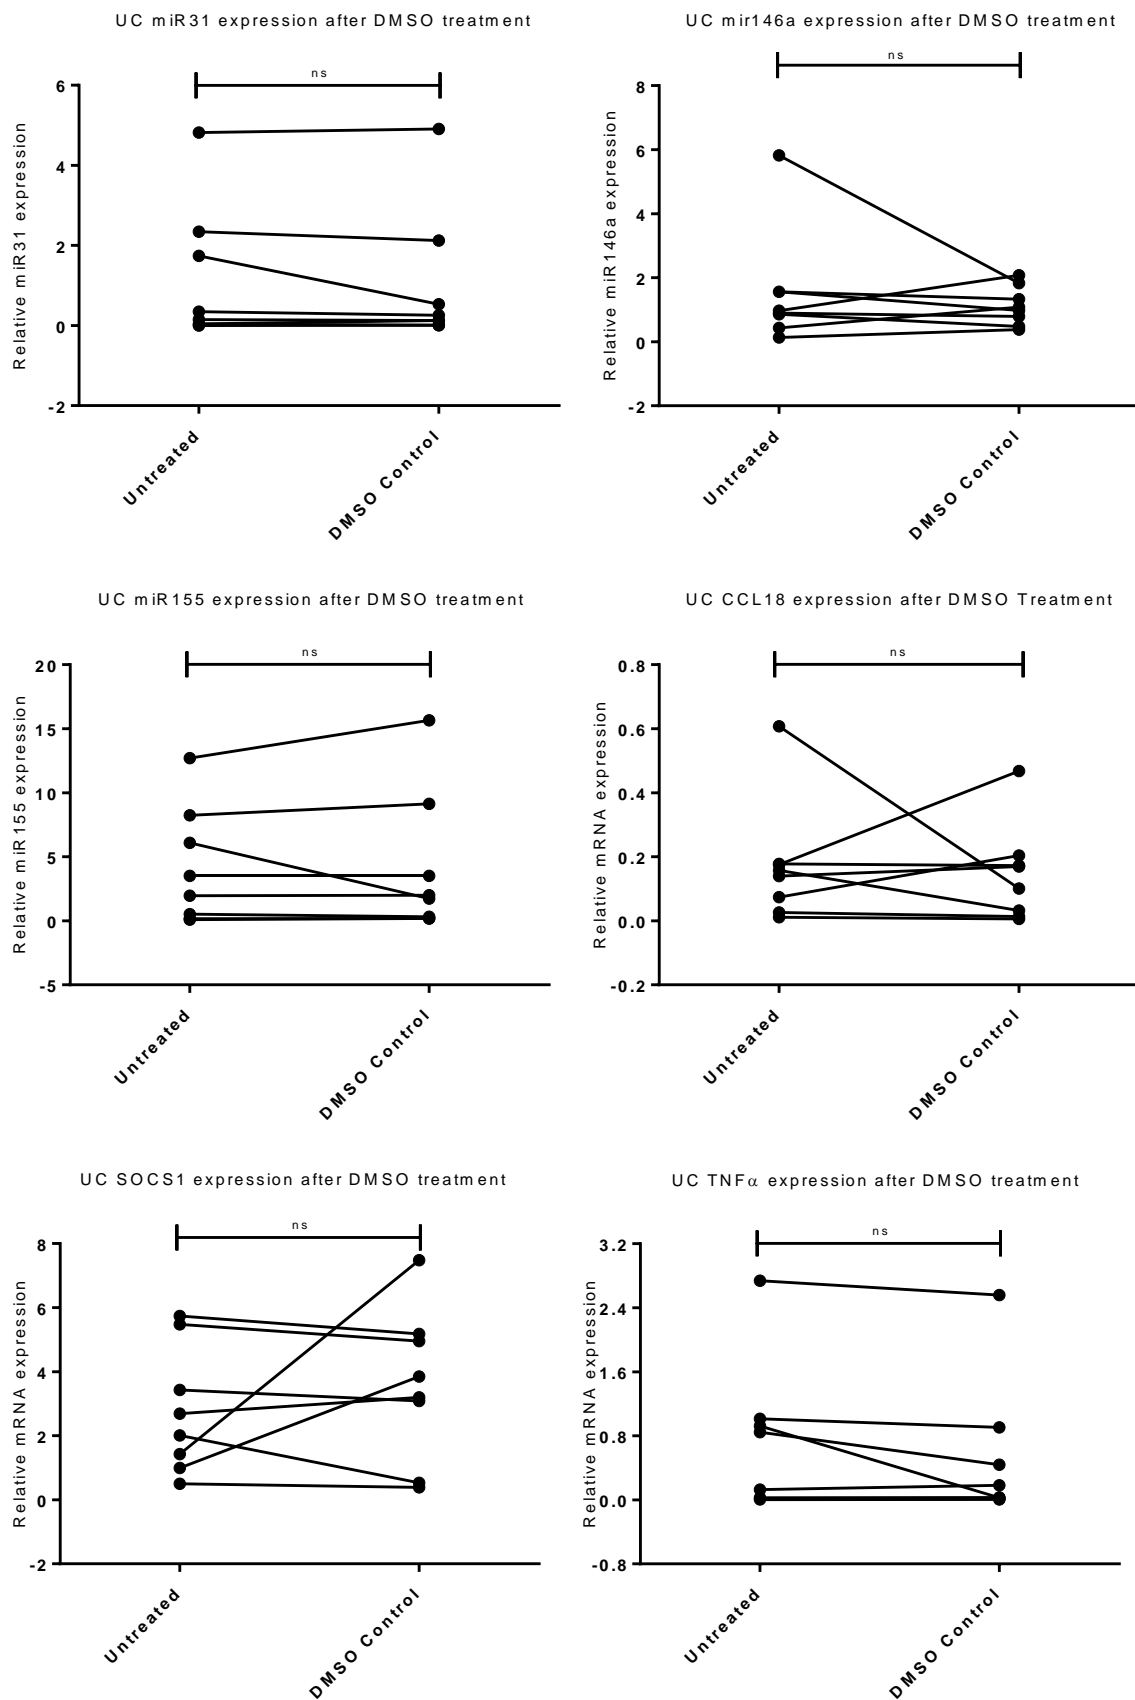 UC miR31 expression after DMSO treatment
ns
Relative miR31 expression
6
4
2
0
-2
Untreated
DMSO Control
UC mir146a after DMSO treatment
ns
Relative miR146a expression
8
6
4
2
0
-2
Untreated
DMSO Control
UC miR155 expression after DMSO treatment
ns
Relative miR155 expression
20
15
10
5
0
-5
Untreated
DMSO Control
UC CCL18 expression after DMSO Treatment
ns
Relative mRNA expression
0.8
0.6
0.4
0.2
0.0
-0.2
Untreated
DMSO Control
UC SOCS1 expression after DMSO treatment
ns
Relative mRNA expression
8
6
4
2
0
-2
Untreated
DMSO Control
UC TNFα expression after DMSO treatment
ns
Relative mRNA expression
3.2
2.4
1.6
0.8
0.0
-0.8
Untreated
DMSO Control